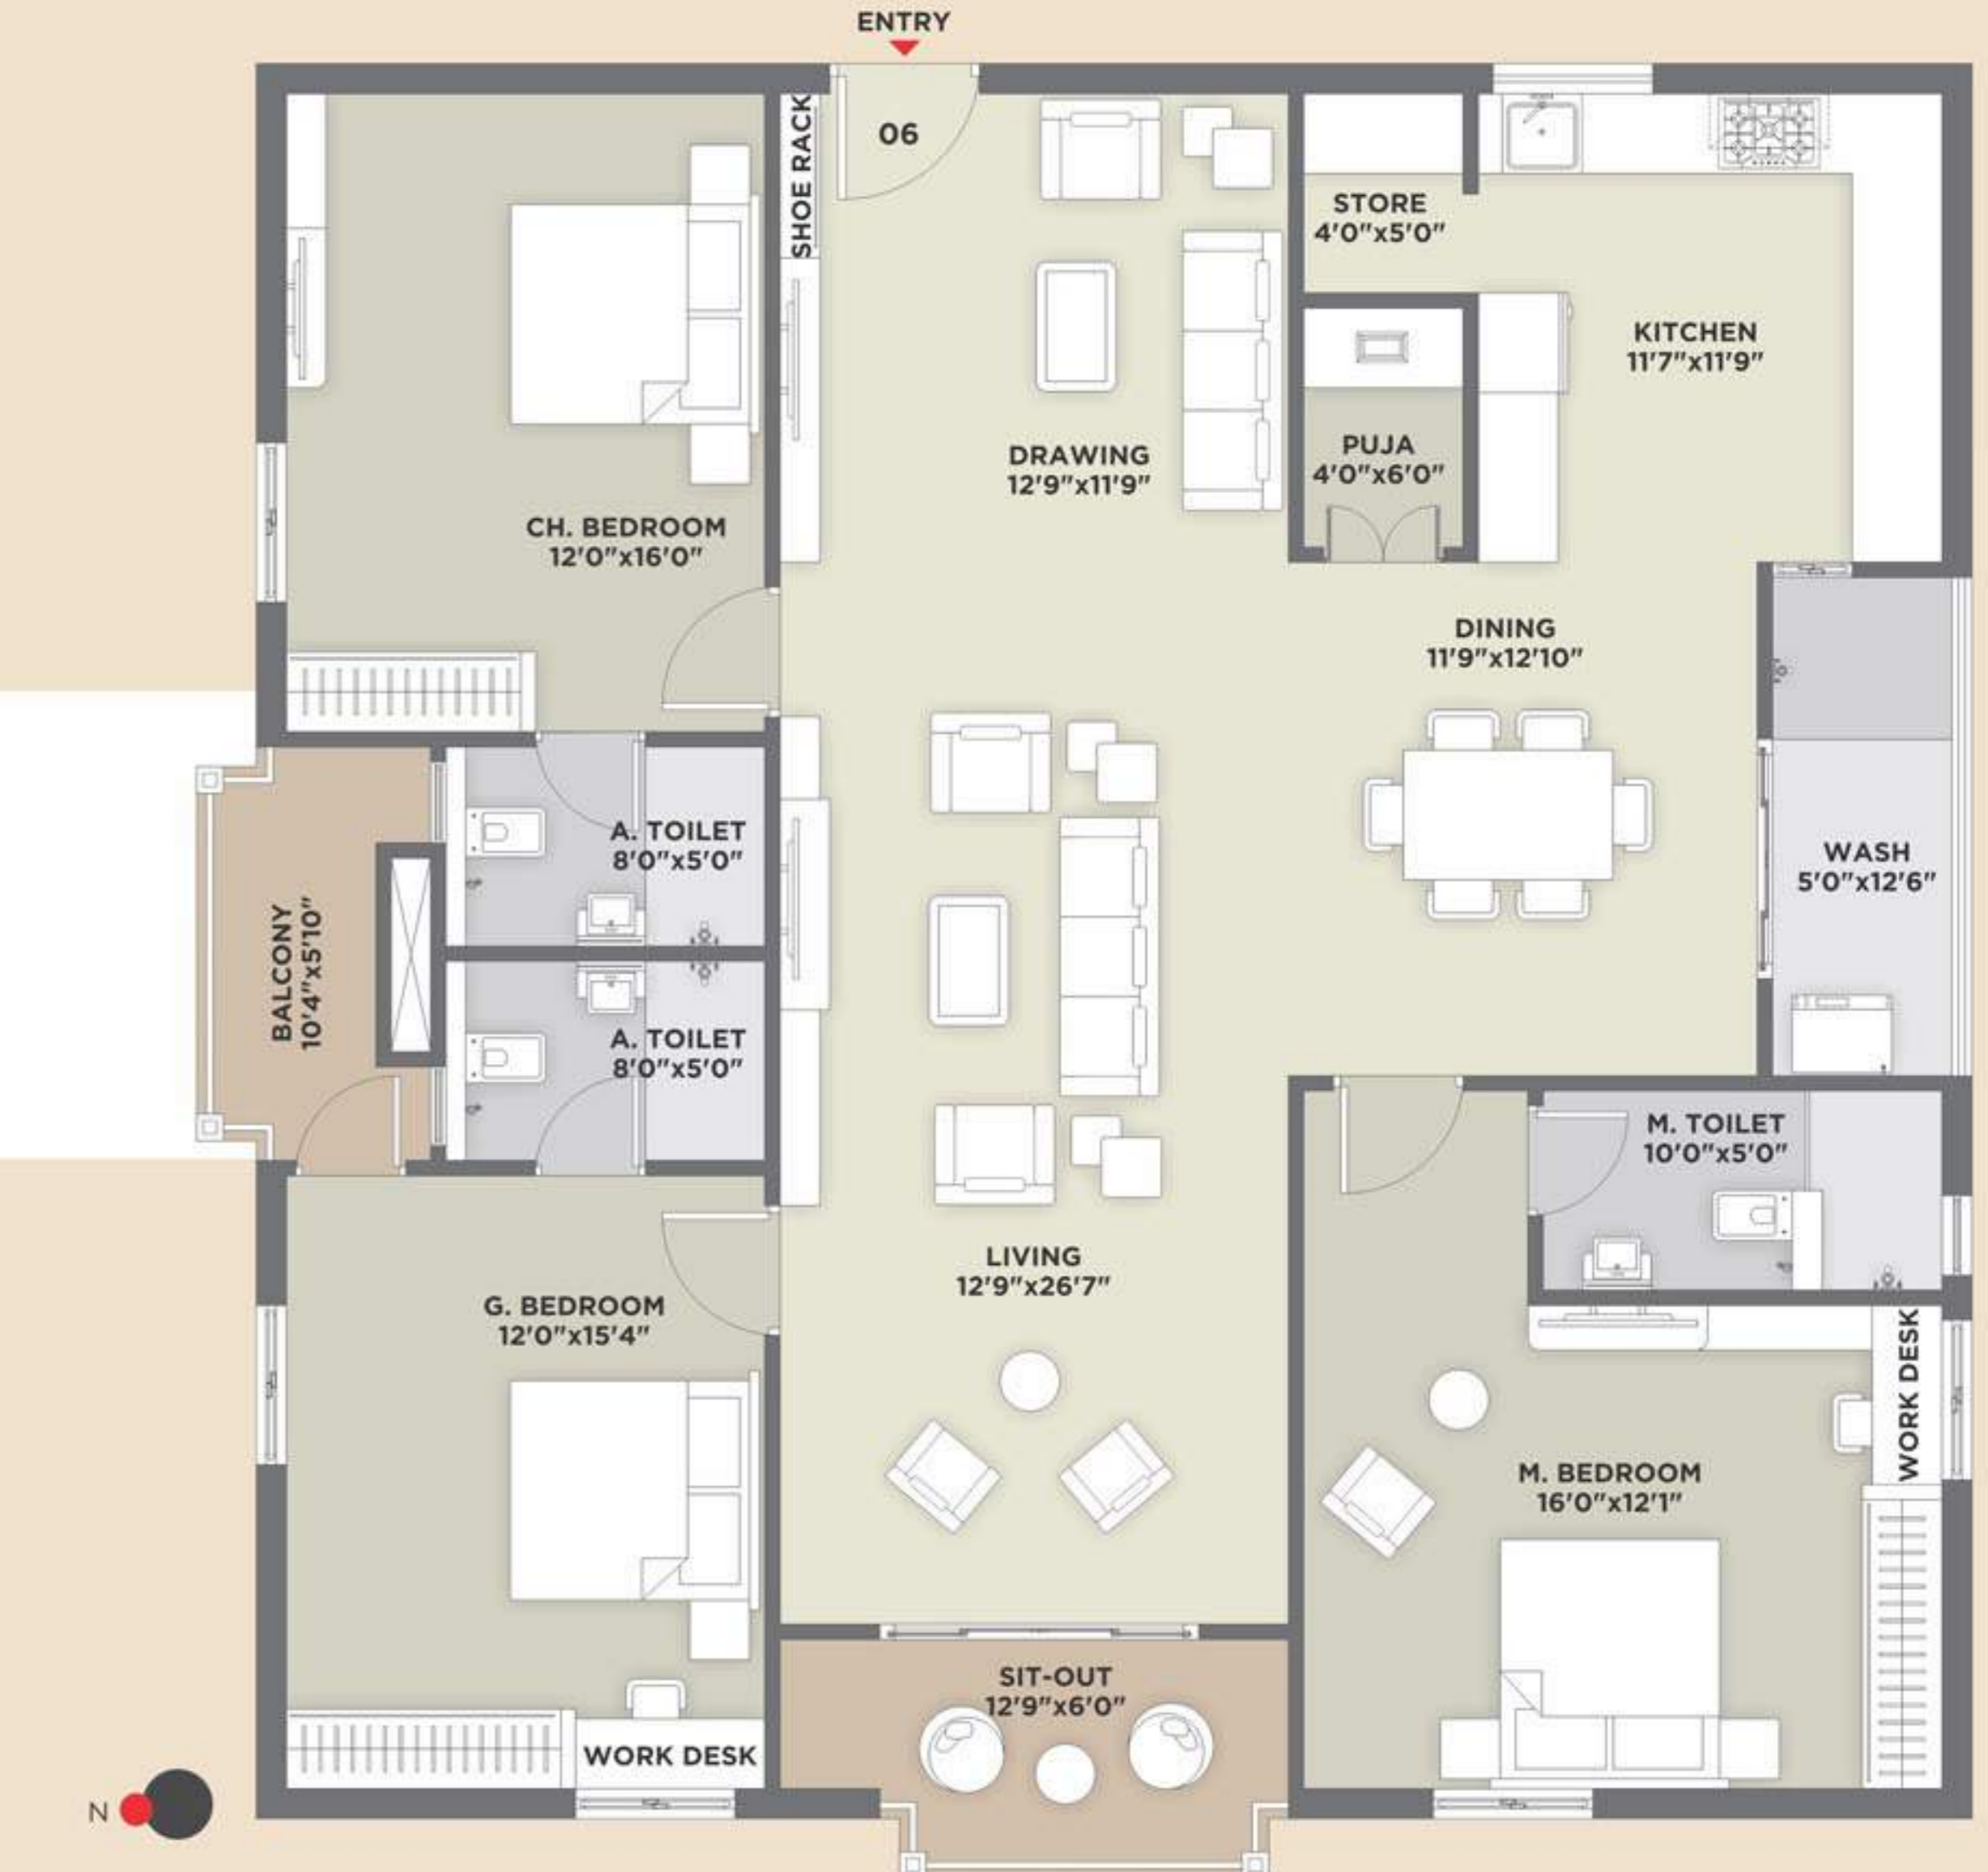 ENTRY
06
SHOE RACK
STORE
4'0"x5'0"
KITCHEN
11'7"x11'9"
DRAWING
12'9"x11'9"
PUJA
4'0"x6'0"
CH. BEDROOM
12'0"x16'0"
DINING
11'9"x12'10"
A. TOILET
8'0"x5'0"
WASH
5'0"x12'6"
BALCONY
10'4"x5'10"
A. TOILET
8'0"x5'0"
M. TOILET
10'0"x5'0"
LIVING
12'9"x26'7"
G. BEDROOM
12'0"x15'4"
WORK DESK
M. BEDROOM
16'0"x12'1"
SIT-OUT
12'9"x6'0"
WORK DESK
N